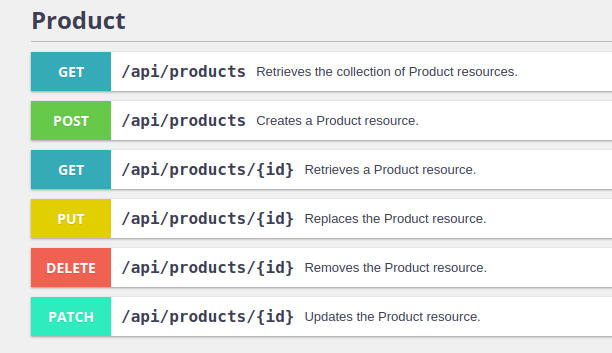 Product
GET /api/products Retrieves the collection of Product resources.
POST /api/products Creates a Product resource.
GET /api/products/{id} Retrieves a Product resource.
PUT /api/products/{id} Replaces the Product resource.
DELETE /api/products/{id} Removes the Product resource.
PATCH /api/products/{id} Updates the Product resource.